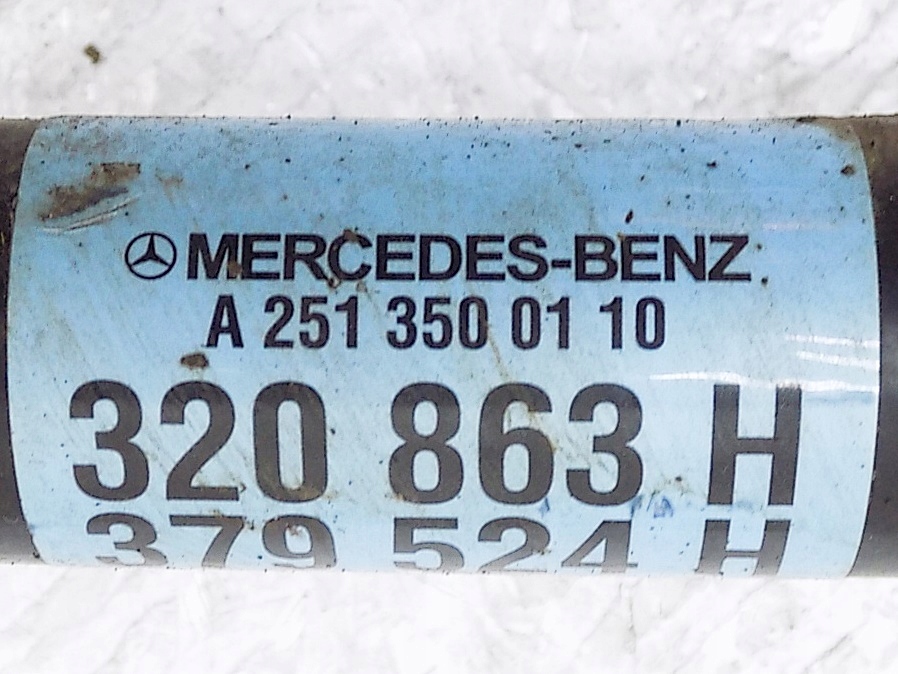 MERCEDES-BENZ
A 251 350 01 10
320 863 H
379 524 H